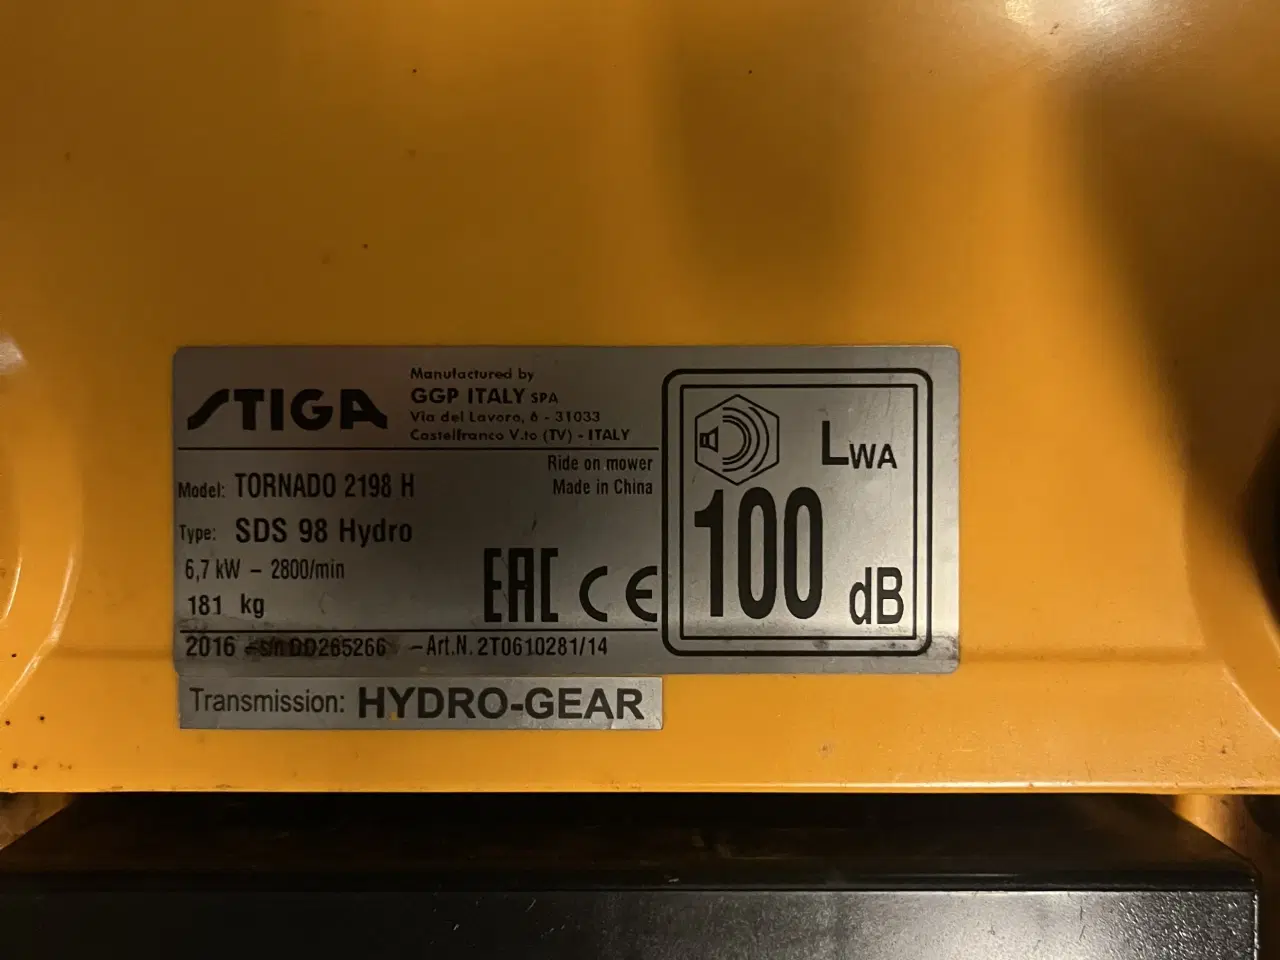 STIGA
Manufactured by
GGP ITALY SPA
Via del Lavoro, 6 - 31033
Castelfranco V.to (TV) - ITALY
Ride on mower
Made in China
Model: TORNADO 2198 H
Type: SDS 98 Hydro
6,7 kW – 2800/min
181 kg
EAC CE
2016 – s/n DD265266 – Art.N. 2T0610281/14
LWA
100 dB
Transmission: HYDRO-GEAR